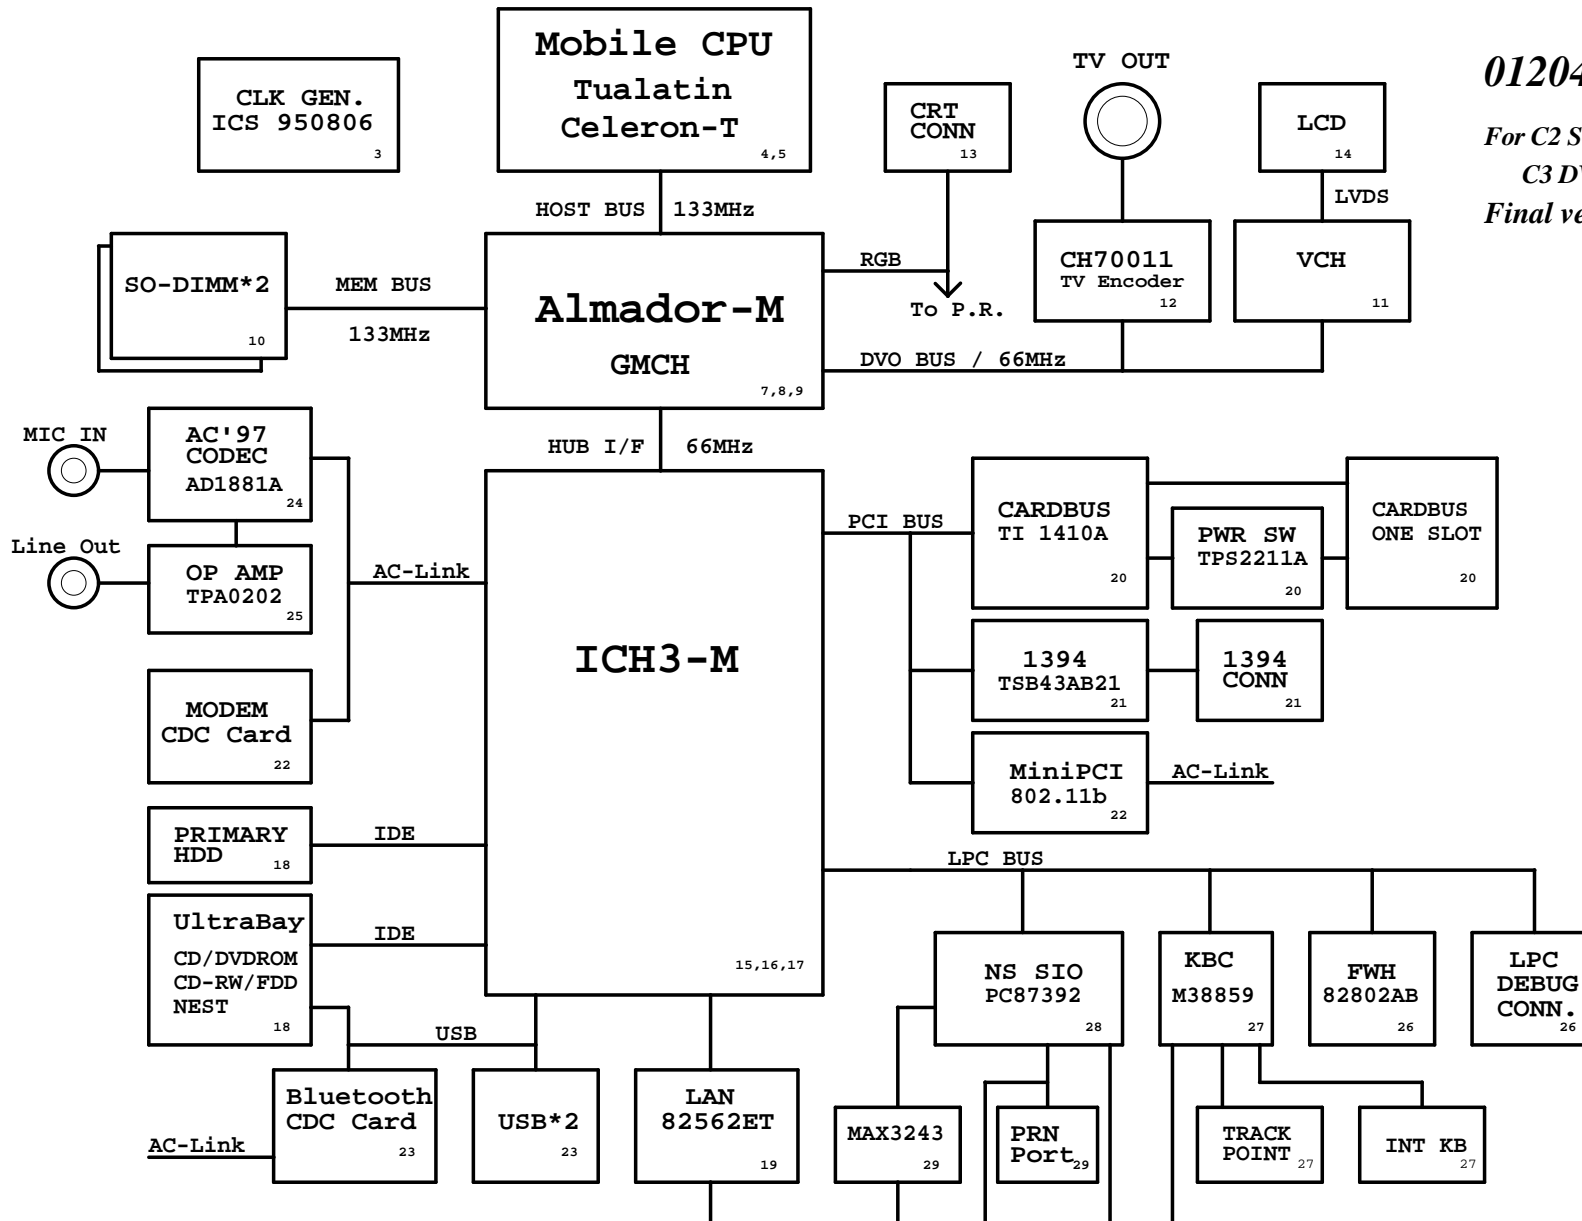 Mobile CPU
Tualatin
Celeron-T
4,5
CLK GEN.
ICS 950806
3
CRT
CONN
13
TV OUT
LCD
14
01204
For C2 S
C3 D
Final ve
HOST BUS
133MHz
LVDS
SO-DIMM*2
10
MEM BUS
133MHz
Almador-M
GMCH
7,8,9
RGB
To P.R.
CH70011
TV Encoder
12
VCH
11
DVO BUS / 66MHz
HUB I/F
66MHz
MIC IN
AC'97
CODEC
AD1881A
24
Line Out
OP AMP
TPA0202
25
AC-Link
MODEM
CDC Card
22
ICH3-M
15,16,17
PCI BUS
CARDBUS
TI 1410A
20
PWR SW
TPS2211A
20
CARDBUS
ONE SLOT
20
1394
TSB43AB21
21
1394
CONN
21
MiniPCI
802.11b
22
AC-Link
PRIMARY
HDD
18
IDE
UltraBay
CD/DVDROM
CD-RW/FDD
NEST
18
IDE
USB
LPC BUS
NS SIO
PC87392
28
KBC
M38859
27
FWH
82802AB
26
LPC
DEBUG
CONN.
26
Bluetooth
CDC Card
23
AC-Link
USB*2
23
LAN
82562ET
19
MAX3243
29
PRN
Port
29
TRACK
POINT
27
INT KB
27